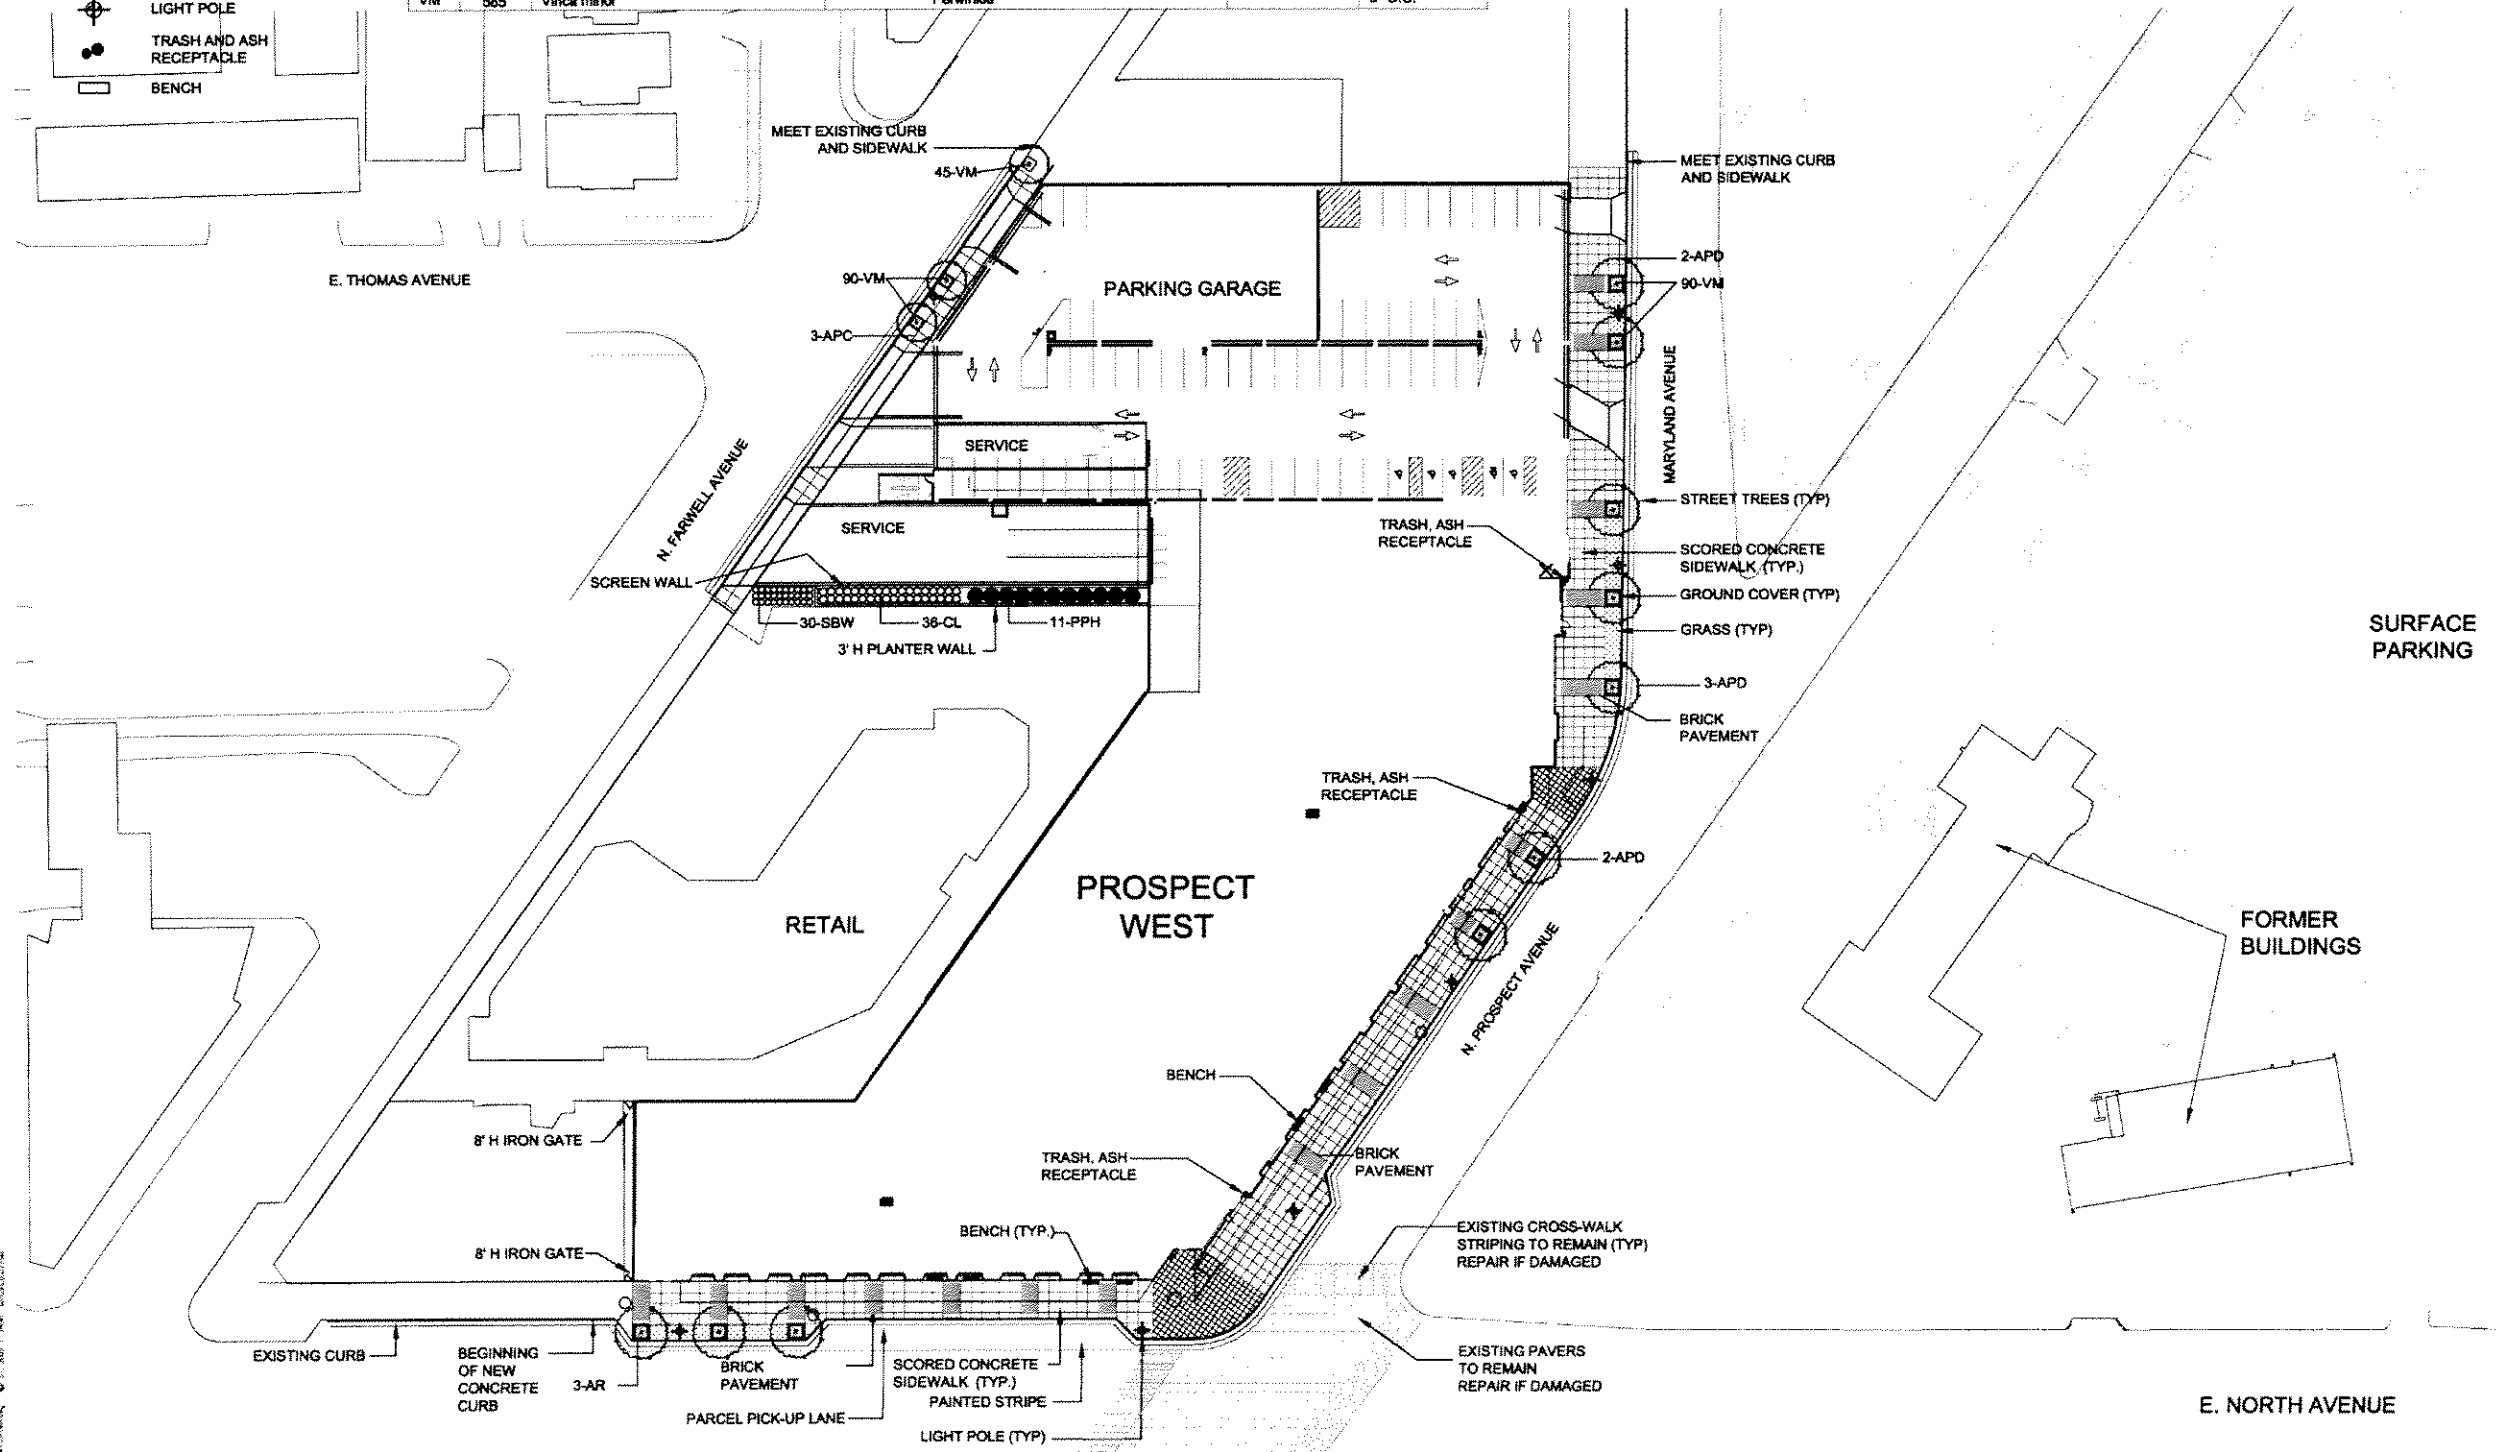 LIGHT POLE
VM 585 Vinca minor
TRASH AND ASH
RECEPTACLE
BENCH
MEET EXISTING CURB
AND SIDEWALK
45-VM
MEET EXISTING CURB
AND SIDEWALK
E. THOMAS AVENUE
90-VM
3-APC
PARKING GARAGE
2-APD
90-VM
MARYLAND AVENUE
SERVICE
N. FARWELL AVENUE
SERVICE
STREET TREES (TYP)
TRASH, ASH
RECEPTACLE
SCORED CONCRETE
SIDEWALK (TYP.)
SCREEN WALL
GROUND COVER (TYP)
30-SBW
36-CL
11-PPH
GRASS (TYP)
3' H PLANTER WALL
SURFACE
PARKING
3-APD
BRICK
PAVEMENT
TRASH, ASH
RECEPTACLE
2-APD
PROSPECT
WEST
RETAIL
FORMER
BUILDINGS
N. PROSPECT AVENUE
BENCH
8' H IRON GATE
TRASH, ASH
RECEPTACLE
BRICK
PAVEMENT
BENCH (TYP.)
EXISTING CROSS-WALK
STRIPING TO REMAIN (TYP)
REPAIR IF DAMAGED
8' H IRON GATE
EXISTING CURB
BEGINNING
OF NEW
CONCRETE
CURB
3-AR
BRICK
PAVEMENT
SCORED CONCRETE
SIDEWALK (TYP.)
PAINTED STRIPE
PARCEL PICK-UP LANE
LIGHT POLE (TYP)
EXISTING PAVERS
TO REMAIN
REPAIR IF DAMAGED
E. NORTH AVENUE